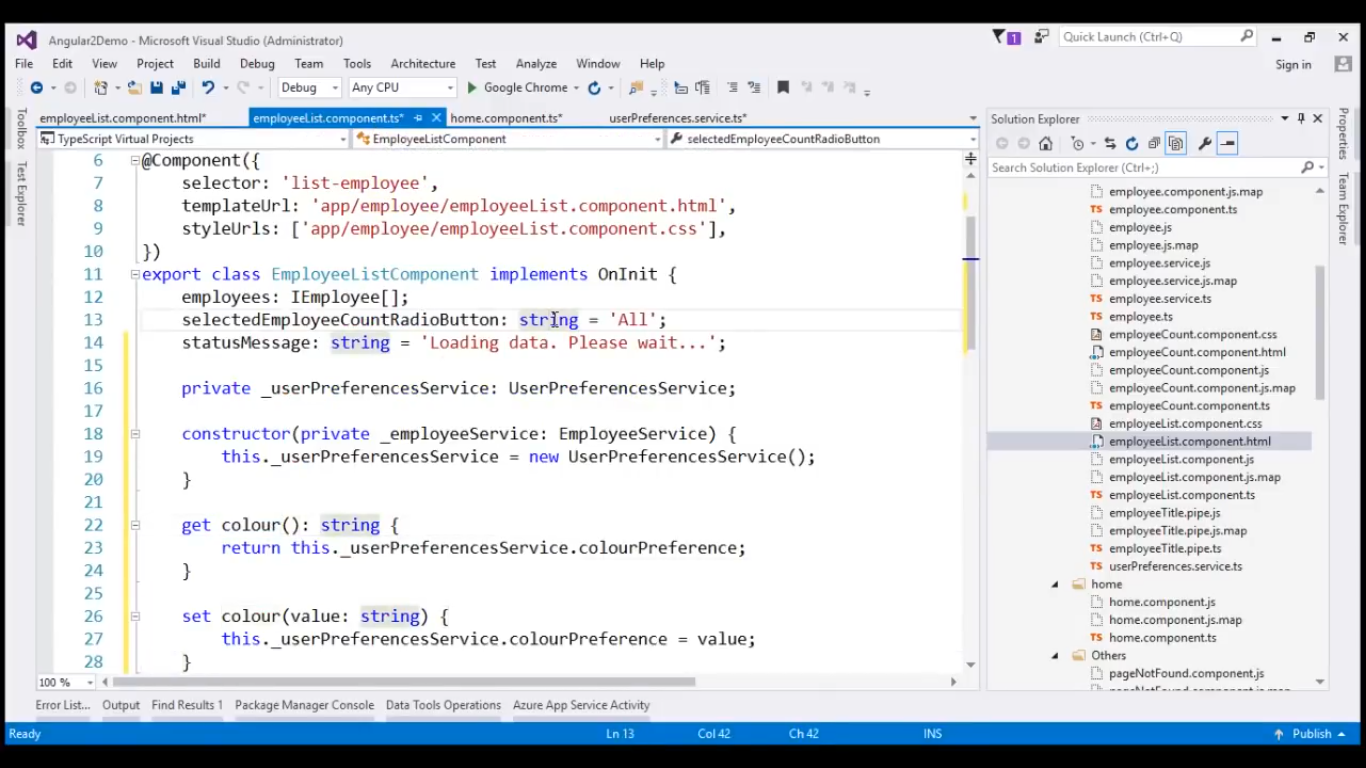 Angular2Demo - Microsoft Visual Studio (Administrator)
1
Quick Launch (Ctrl+Q)
File Edit View Project Build Debug Team Tools Architecture Test Analyze Window Help
Sign in
Debug Any CPU Google Chrome
Toolbox
Test Explorer
employeeList.component.html* employeeList.component.ts* home.component.ts* userPreferences.service.ts*
TypeScript Virtual Projects EmployeeListComponent selectedEmployeeCountRadioButton
6 @Component({
7 selector: 'list-employee',
8 templateUrl: 'app/employee/employeeList.component.html',
9 styleUrls: ['app/employee/employeeList.component.css'],
10 })
11 export class EmployeeListComponent implements OnInit {
12 employees: IEmployee[];
13 selectedEmployeeCountRadioButton: string = 'All';
14 statusMessage: string = 'Loading data. Please wait...';
15
16 private _userPreferencesService: UserPreferencesService;
17
18 constructor(private _employeeService: EmployeeService) {
19 this._userPreferencesService = new UserPreferencesService();
20 }
21
22 get colour(): string {
23 return this._userPreferencesService.colourPreference;
24 }
25
26 set colour(value: string) {
27 this._userPreferencesService.colourPreference = value;
28 }
100 %
Solution Explorer
Search Solution Explorer (Ctrl+;)
employee.component.js.map
TS employee.component.ts
employee.js
employee.js.map
employee.service.js
employee.service.js.map
TS employee.service.ts
TS employee.ts
employeeCount.component.css
employeeCount.component.html
employeeCount.component.js
employeeCount.component.js.map
TS employeeCount.component.ts
employeeList.component.css
employeeList.component.html
employeeList.component.js
employeeList.component.js.map
TS employeeList.component.ts
employeeTitle.pipe.js
employeeTitle.pipe.js.map
TS employeeTitle.pipe.ts
TS userPreferences.service.ts
home
home.component.js
home.component.js.map
TS home.component.ts
Others
pageNotFound.component.js
Properties
Team Explorer
Error List... Output Find Results 1 Package Manager Console Data Tools Operations Azure App Service Activity
Ready Ln 13 Col 42 Ch 42 INS Publish